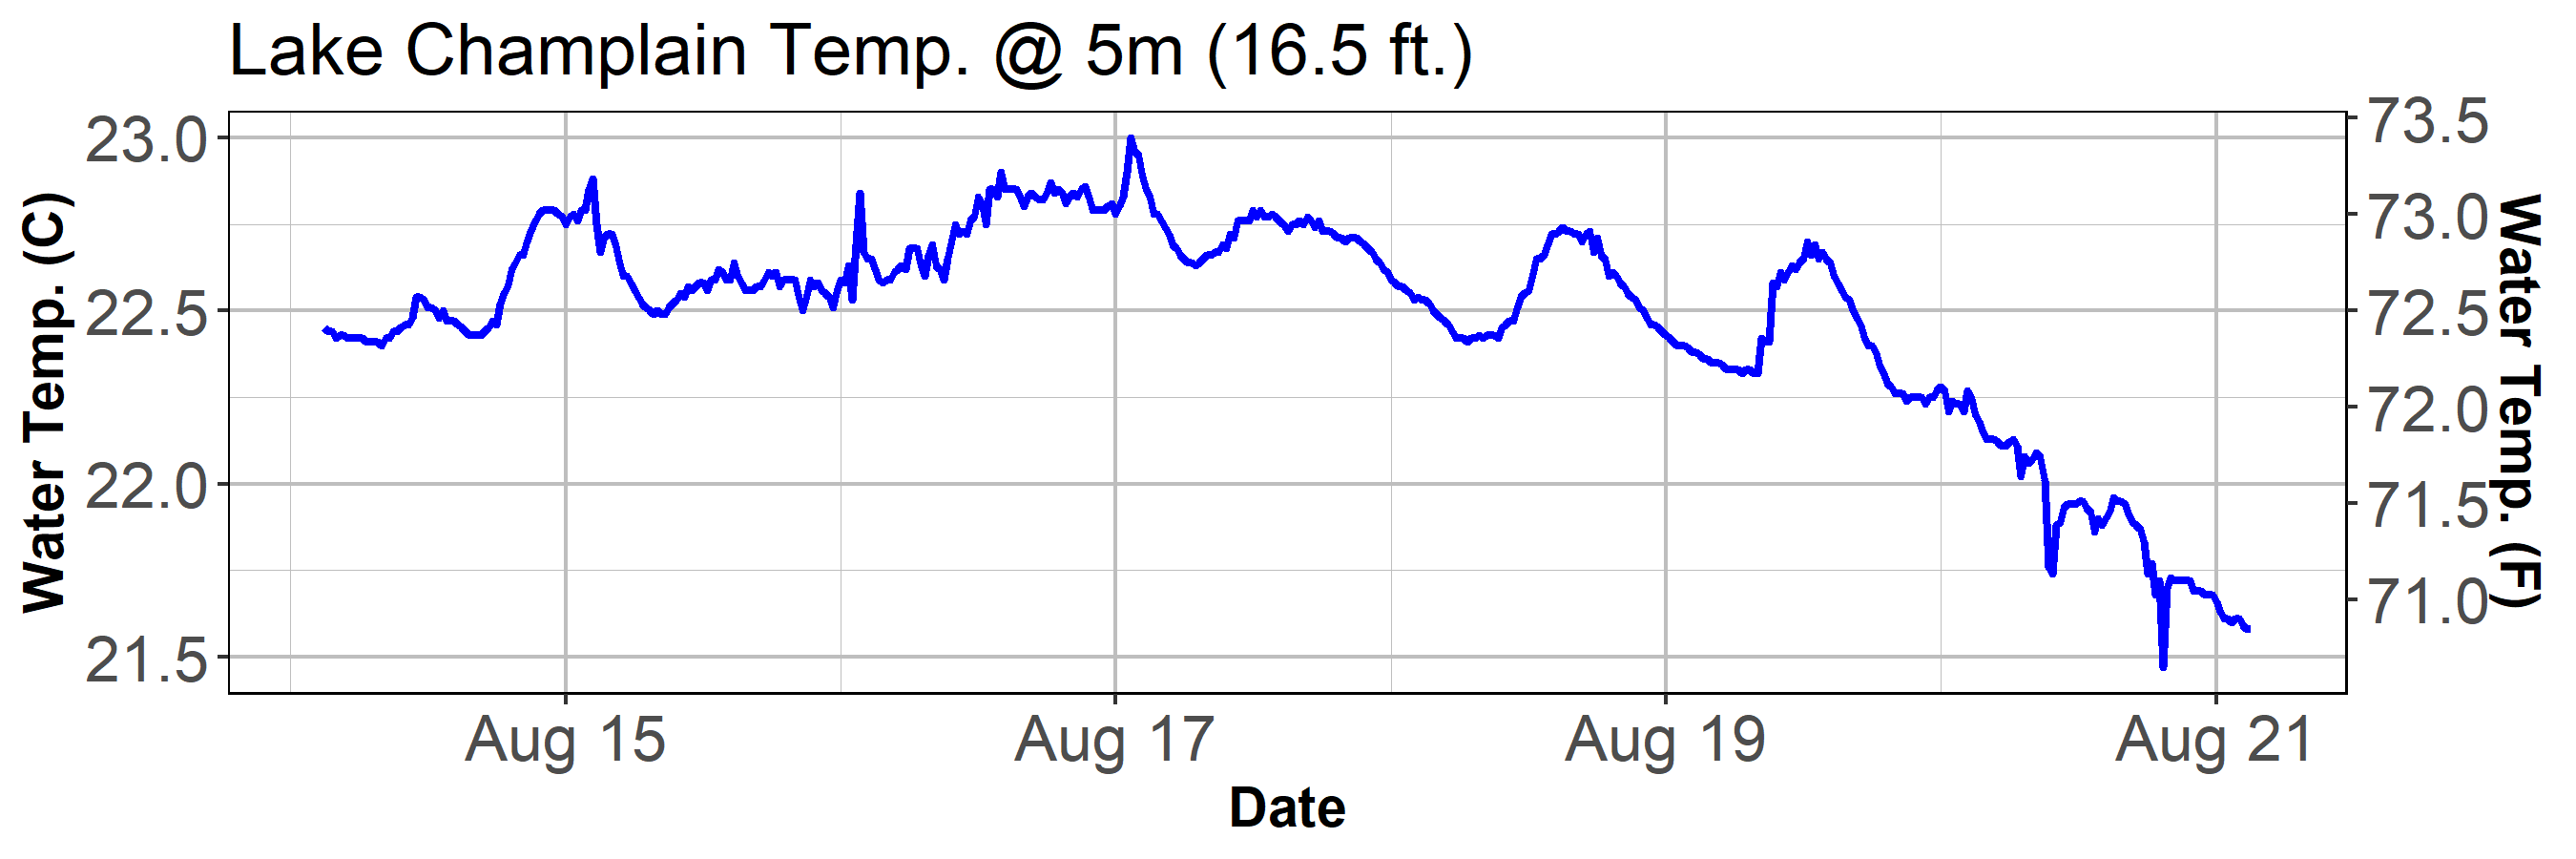 Lake Champlain Temp. @ 5m (16.5 ft.)
Water Temp. (C)
23.0
22.5
22.0
21.5
73.5
73.0
72.5
72.0
71.5
71.0
Water Temp. (F)
Aug 15
Aug 17
Aug 19
Aug 21
Date